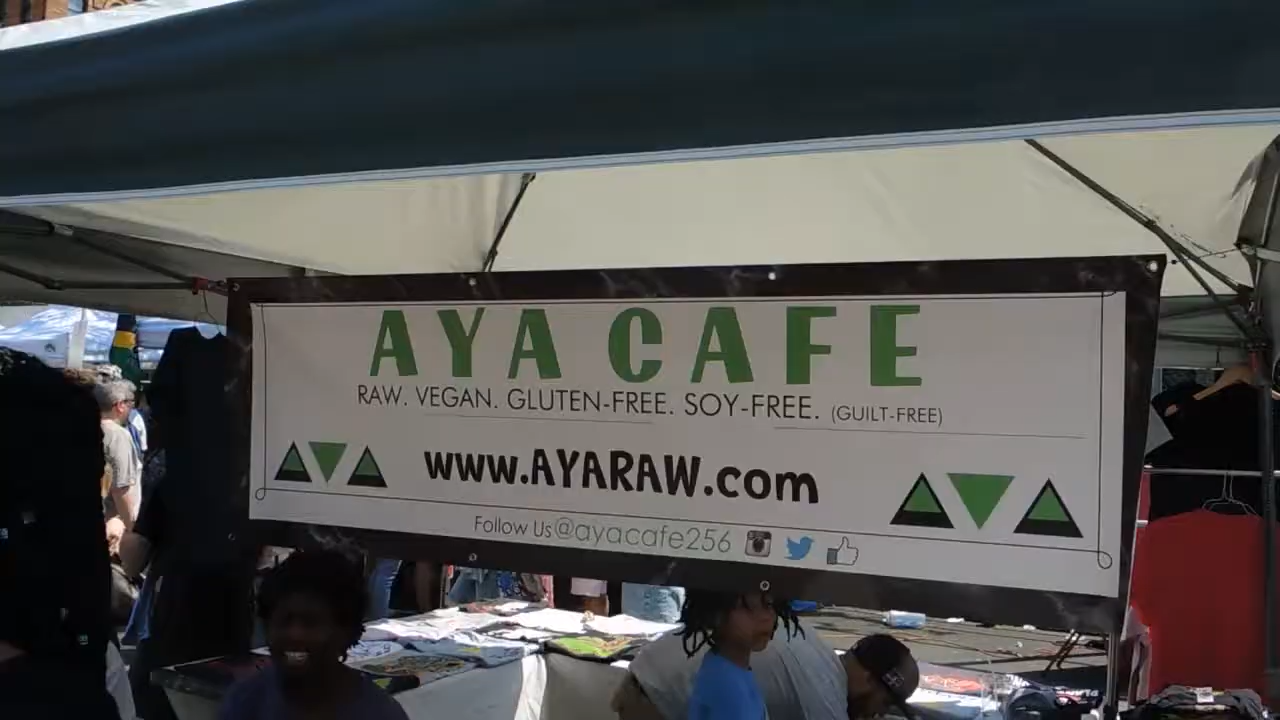 AYA CAFE
RAW. VEGAN. GLUTEN-FREE. SOY-FREE. (GUILT-FREE)
www.AYARAW.com
Follow Us @ayacafe256